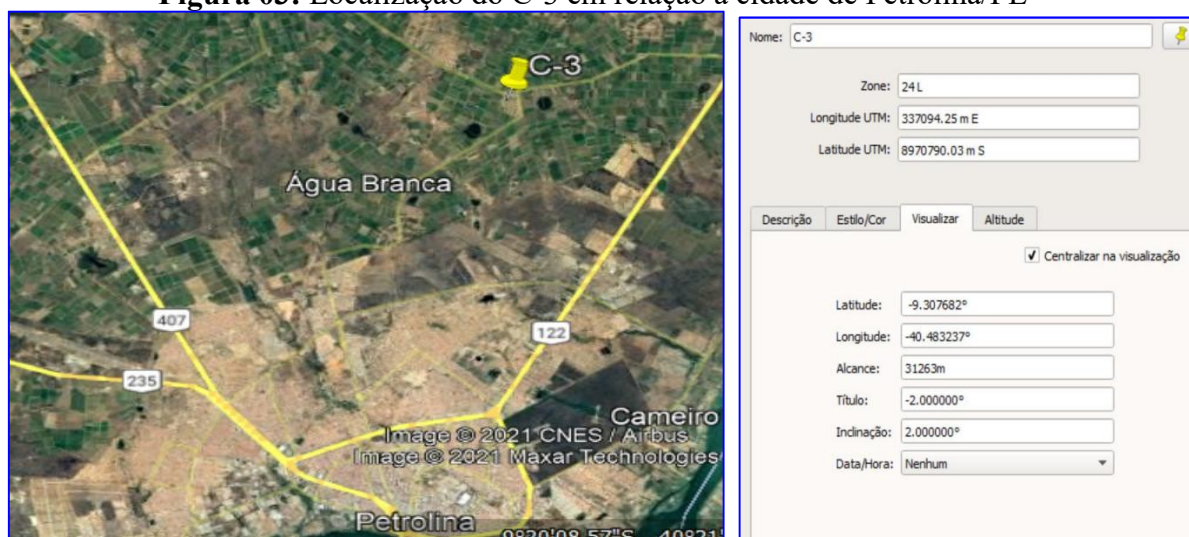 Figura 03: Localização do C-3 em relação à cidade de Petrolina/PE
C-3
Água Branca
407
122
235
Carneiro
Image © 2021 CNES / Airbus
Image © 2021 Maxar Technologies
Petrolina
Nome: C-3
Zone: 24 L
Longitude UTM: 337094.25 m E
Latitude UTM: 8970790.03 m S
Descrição Estilo/Cor Visualizar Altitude
Centralizar na visualização
Latitude: -9.307682°
Longitude: -40.483237°
Alcance: 31263m
Título: -2.000000°
Inclinação: 2.000000°
Data/Hora: Nenhum